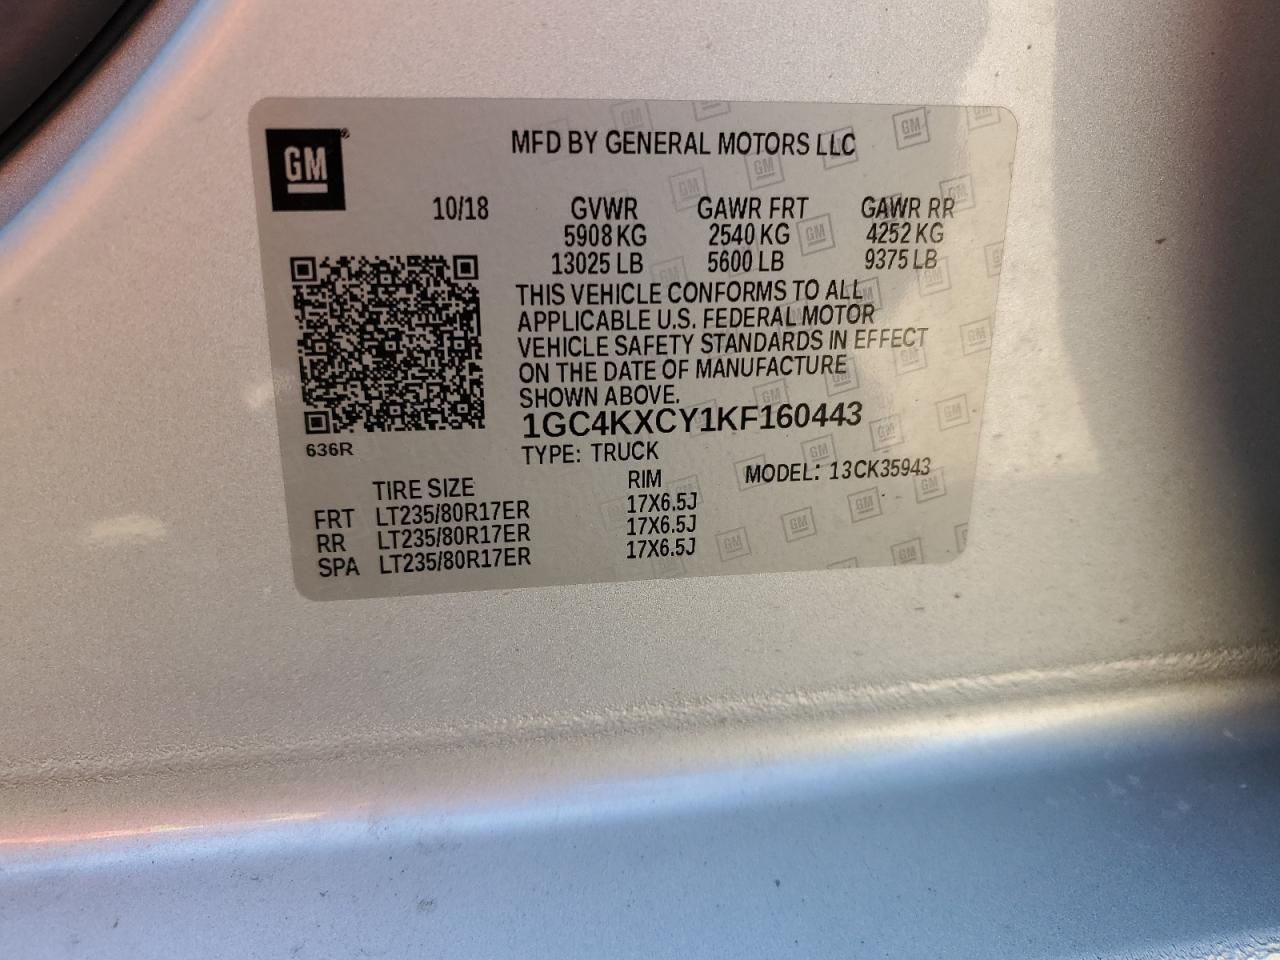 GM
MFD BY GENERAL MOTORS LLC
10/18 GVWR GAWR FRT GAWR RR
5908 KG 2540 KG 4252 KG
13025 LB 5600 LB 9375 LB
THIS VEHICLE CONFORMS TO ALL
APPLICABLE U.S. FEDERAL MOTOR
VEHICLE SAFETY STANDARDS IN EFFECT
ON THE DATE OF MANUFACTURE
SHOWN ABOVE.
1GC4KXCY1KF160443
636R
TYPE: TRUCK
MODEL: 13CK35943
TIRE SIZE RIM
FRT LT235/80R17ER 17X6.5J
RR LT235/80R17ER 17X6.5J
SPA LT235/80R17ER 17X6.5J